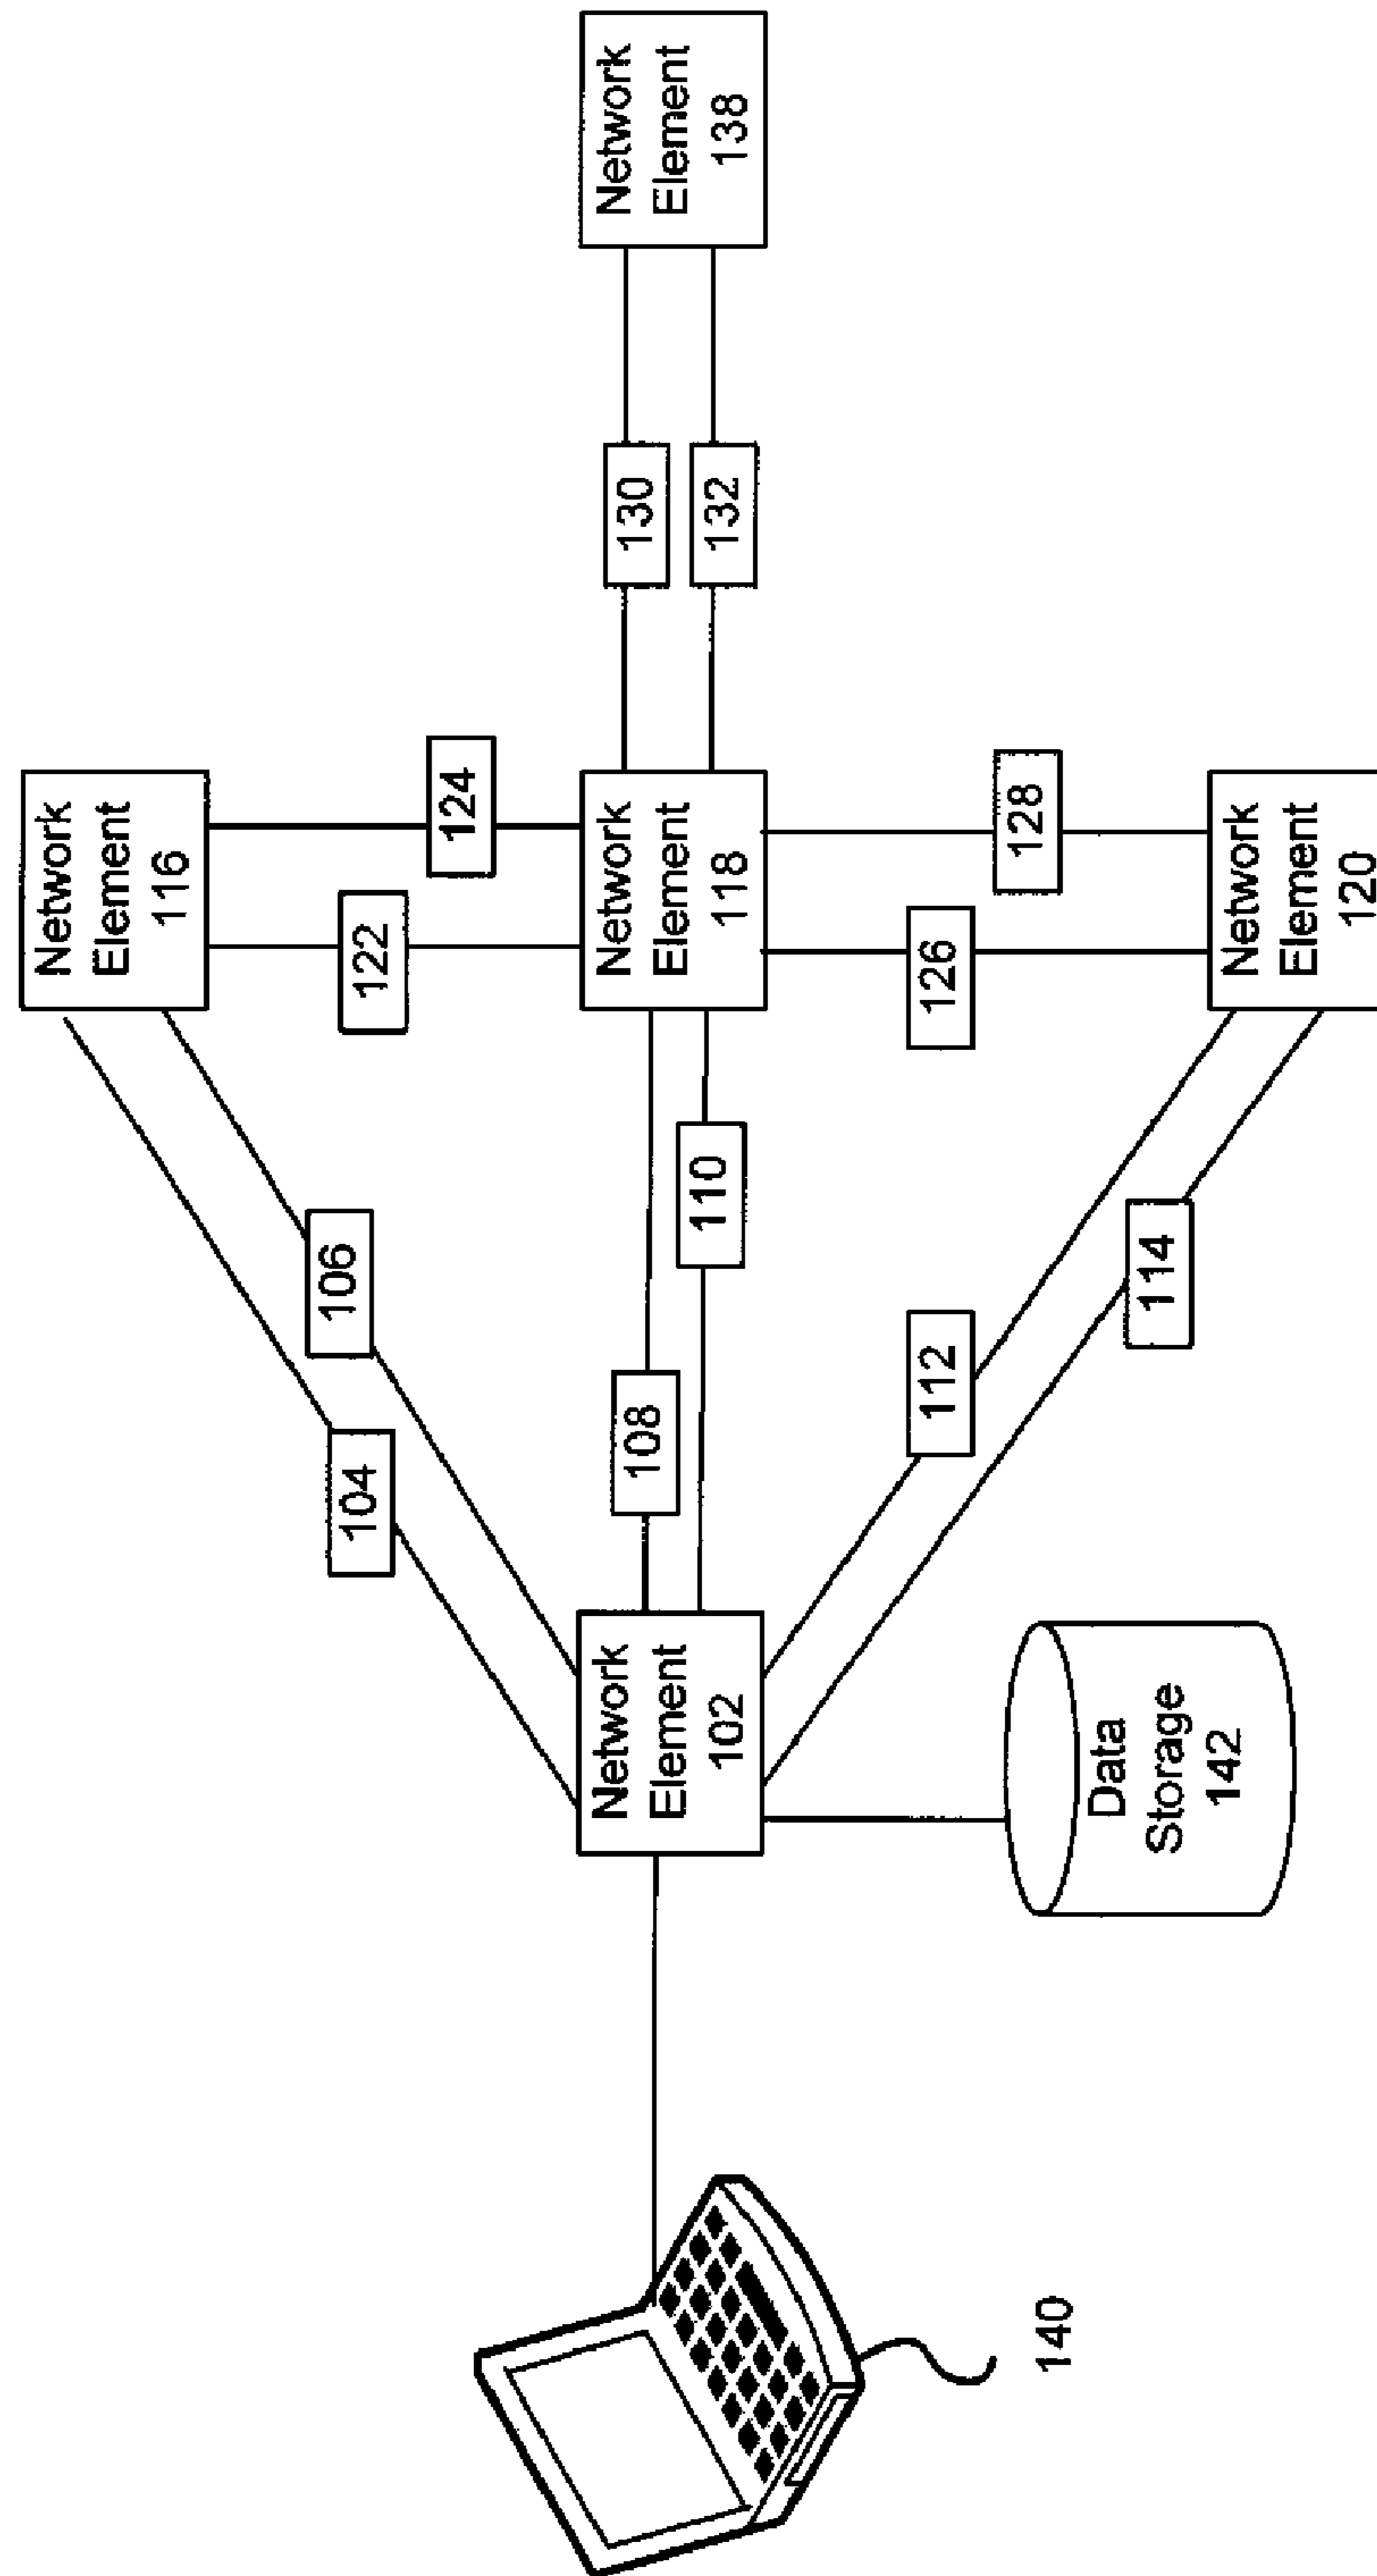 Network
Element
116
104
106
122
124
Network
Element
102
108
110
Network
Element
118
130
132
Network
Element
138
112
114
126
128
Network
Element
120
Data
Storage
142
140